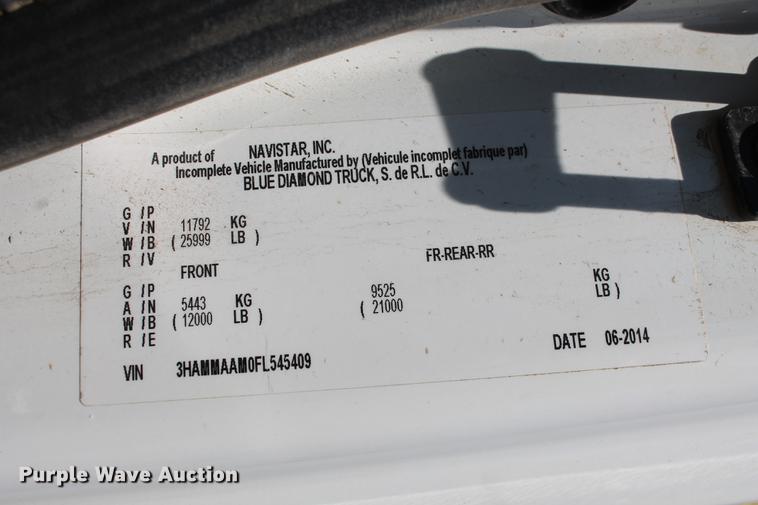 A product of NAVISTAR, INC.
Incomplete Vehicle Manufactured by (Vehicule incomplet fabrique par)
BLUE DIAMOND TRUCK, S. de R.L. de C.V.
G /P
V /N 11792 KG
W /B ( 25999 LB )
R /V
FRONT FR-REAR-RR
G /P
A /N 5443 KG 9525 KG
W /B ( 12000 LB ) ( 21000 LB )
R /E
VIN 3HAMMAAM0FL545409 DATE 06-2014
Purple Wave Auction